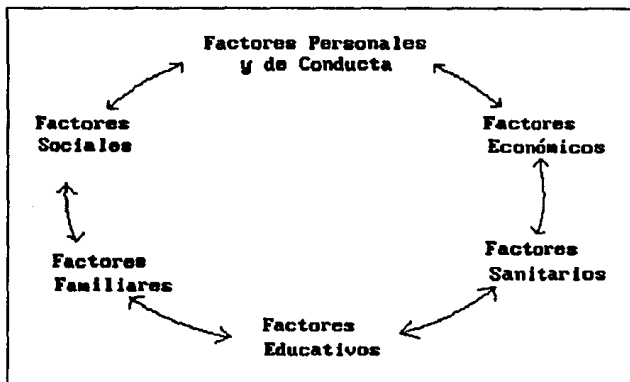 Factores Personales
y de Conducta
Factores
Sociales
Factores
Económicos
Factores
Familiares
Factores
Sanitarios
Factores
Educativos